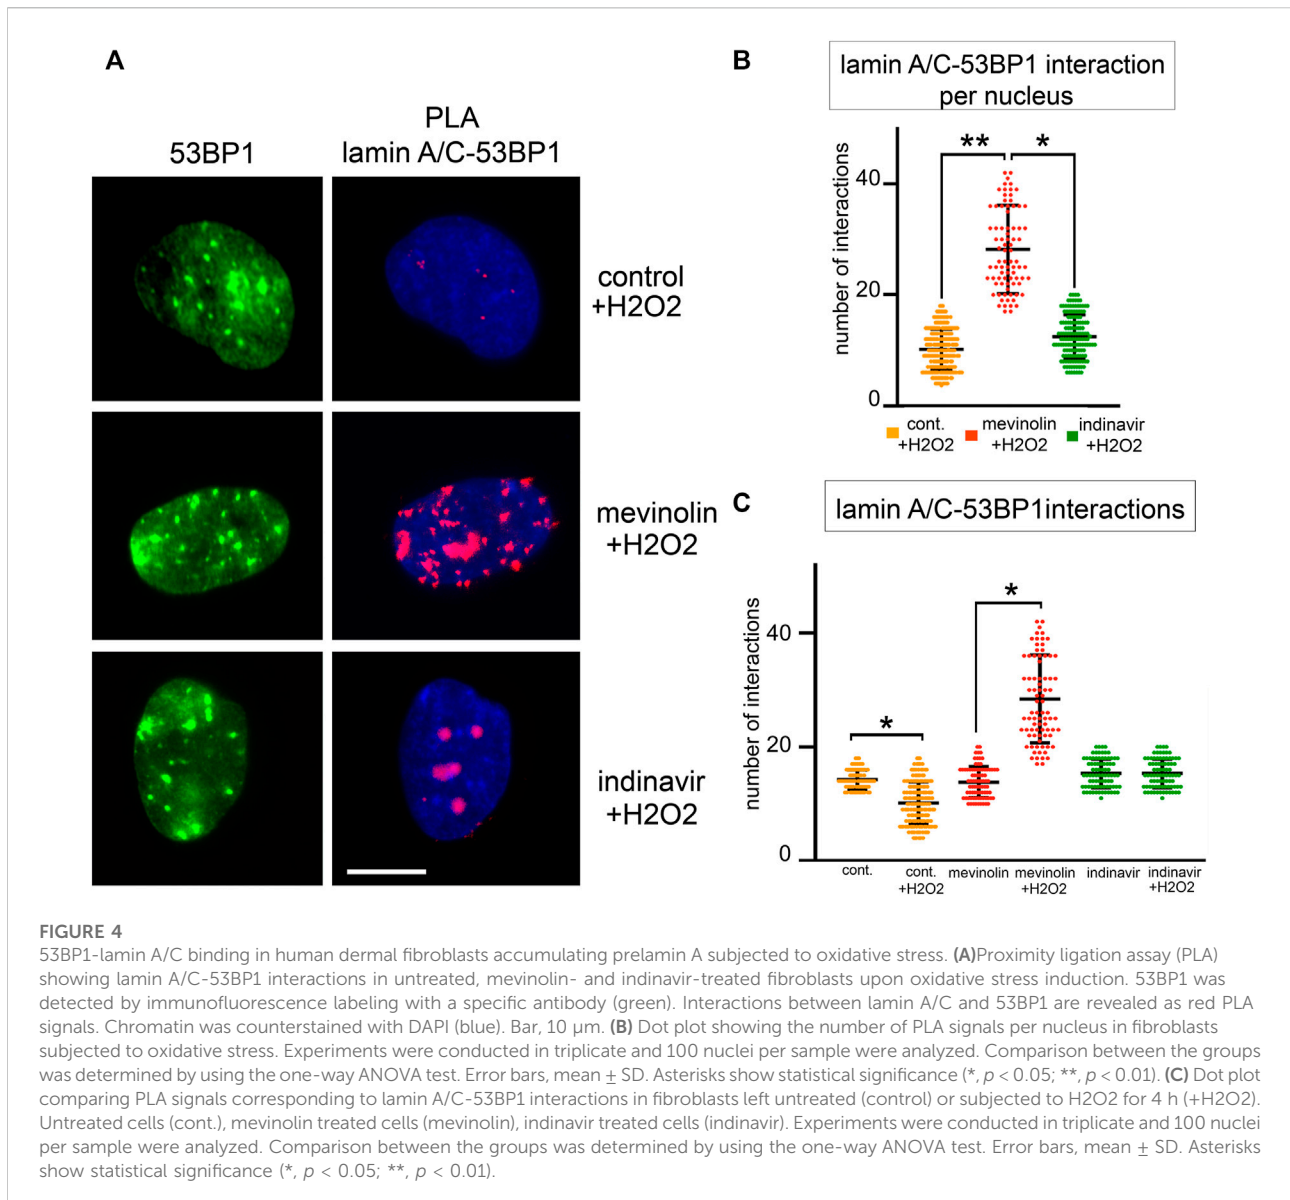 A
53BP1
PLA
lamin A/C-53BP1
control
+H2O2
mevinolin
+H2O2
indinavir
+H2O2
B
lamin A/C-53BP1 interaction
per nucleus
number of interactions
40
20
0
**
*
cont.
+H2O2
mevinolin
+H2O2
indinavir
+H2O2
C
lamin A/C-53BP1interactions
number of interactions
40
20
0
*
*
cont.
cont.
+H2O2
mevinolin
mevinolin
+H2O2
indinavir
indinavir
+H2O2
FIGURE 4
53BP1-lamin A/C binding in human dermal fibroblasts accumulating prelamin A subjected to oxidative stress. (A)Proximity ligation assay (PLA)
showing lamin A/C-53BP1 interactions in untreated, mevinolin- and indinavir-treated fibroblasts upon oxidative stress induction. 53BP1 was
detected by immunofluorescence labeling with a specific antibody (green). Interactions between lamin A/C and 53BP1 are revealed as red PLA
signals. Chromatin was counterstained with DAPI (blue). Bar, 10 μm. (B) Dot plot showing the number of PLA signals per nucleus in fibroblasts
subjected to oxidative stress. Experiments were conducted in triplicate and 100 nuclei per sample were analyzed. Comparison between the groups
was determined by using the one-way ANOVA test. Error bars, mean ± SD. Asterisks show statistical significance (*, p < 0.05; **, p < 0.01). (C) Dot plot
comparing PLA signals corresponding to lamin A/C-53BP1 interactions in fibroblasts left untreated (control) or subjected to H2O2 for 4 h (+H2O2).
Untreated cells (cont.), mevinolin treated cells (mevinolin), indinavir treated cells (indinavir). Experiments were conducted in triplicate and 100 nuclei
per sample were analyzed. Comparison between the groups was determined by using the one-way ANOVA test. Error bars, mean ± SD. Asterisks
show statistical significance (*, p < 0.05; **, p < 0.01).